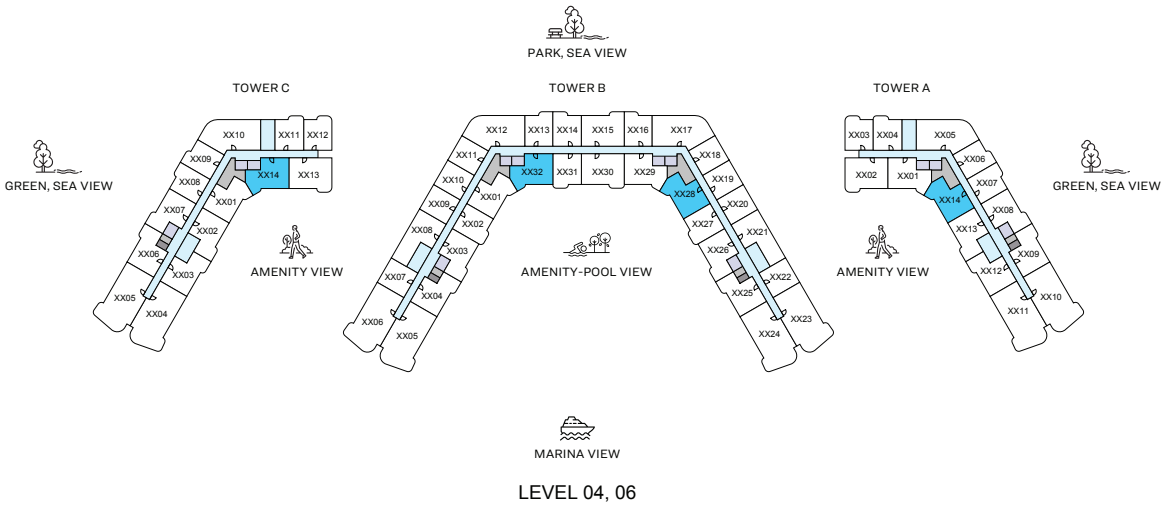 PARK, SEA VIEW
TOWER C
TOWER B
TOWER A
XX10
XX11
XX12
XX09
XX08
XX14
XX13
XX07
XX01
XX06
XX02
XX05
XX03
XX04
XX12
XX13
XX14
XX15
XX16
XX17
XX11
XX18
XX10
XX32
XX31
XX30
XX29
XX19
XX09
XX01
XX28
XX20
XX08
XX02
XX27
XX21
XX07
XX03
XX26
XX22
XX06
XX04
XX25
XX23
XX05
XX24
XX03
XX04
XX05
XX02
XX01
XX06
XX07
XX14
XX08
XX13
XX09
XX12
XX10
XX11
GREEN, SEA VIEW
GREEN, SEA VIEW
AMENITY VIEW
AMENITY-POOL VIEW
AMENITY VIEW
MARINA VIEW
LEVEL 04, 06